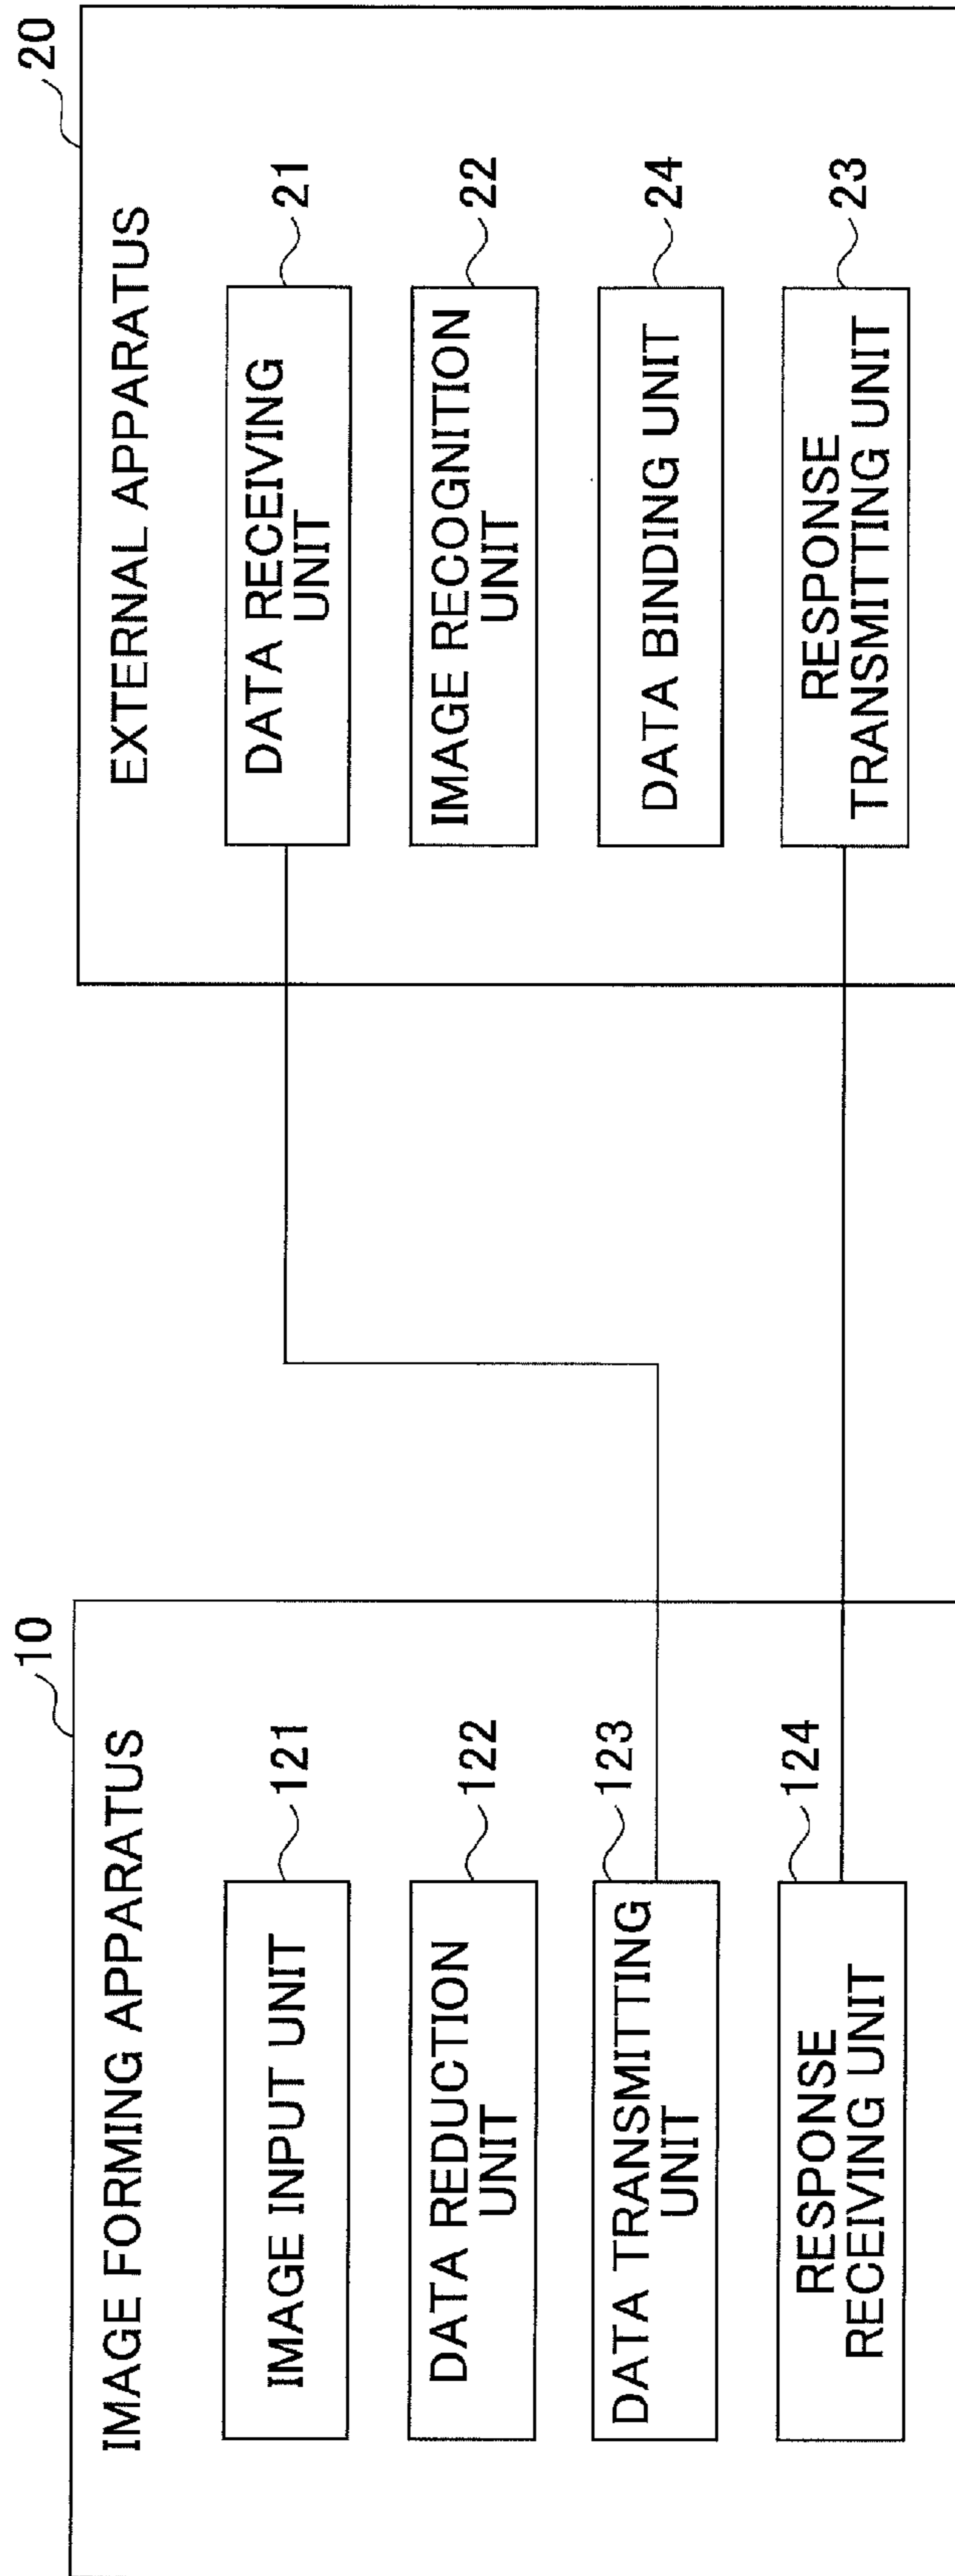 10
IMAGE FORMING APPARATUS
IMAGE INPUT UNIT
121
DATA REDUCTION
UNIT
122
DATA TRANSMITTING
UNIT
123
RESPONSE
RECEIVING UNIT
124
20
EXTERNAL APPARATUS
DATA RECEIVING
UNIT
21
IMAGE RECOGNITION
UNIT
22
DATA BINDING UNIT
24
RESPONSE
TRANSMITTING UNIT
23